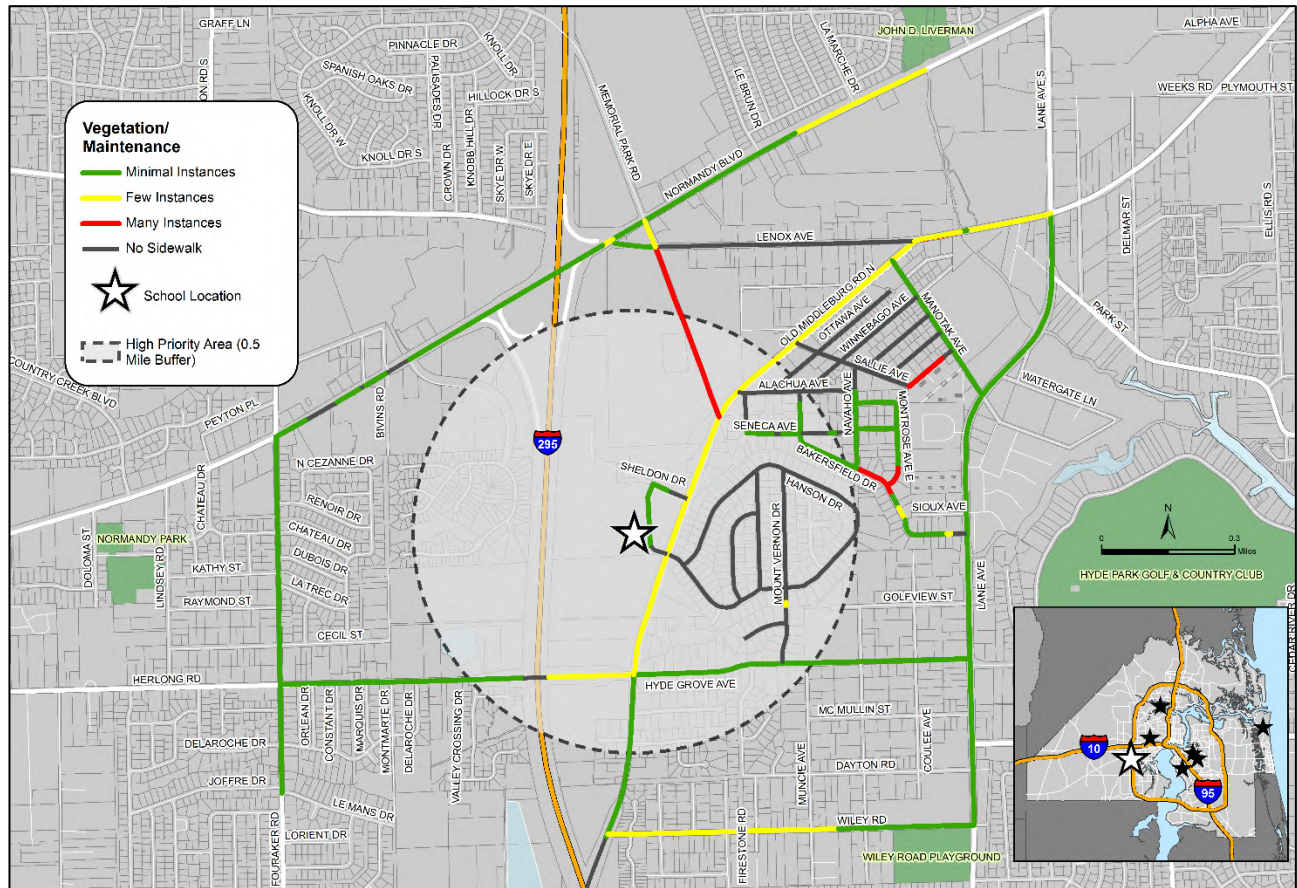 GRAFF LN
PINNACLE DR
KNOLL DR
SPANISH OAKS DR
PALISADES DR
HILLOCK DR S
KNOLL DR W
KNOLL DR S
CROWN DR
KNOBB HILL DR
SKYE DR W
SKYE DR E
MEMORIAL PARK RD
LE BRUN DR
LA MARCHE DR
JOHN D. LIVERMAN
LANE AVE S
ALPHA AVE
WEEKS RD
PLYMOUTH ST
DELMAR ST
ELLIS RD S
Vegetation/
Maintenance
Minimal Instances
Few Instances
Many Instances
No Sidewalk
School Location
High Priority Area (0.5
Mile Buffer)
NORMANDY BLVD
LENOX AVE
OLD MIDDLEBURG RD N
OTTAWA AVE
WINNEBAGO AVE
MANOTAK AVE
SALLIE AVE
PARK ST
WATERGATE LN
COUNTRY CREEK BLVD
PEYTON PL
BIVINS RD
295
ALACHUA AVE
SENECA AVE
NAVAHO AVE
MONTROSE AVE E
BAKERSFIELD DR
SHELDON DR
HANSON DR
MOUNT VERNON DR
SIOUX AVE
N CEZANNE DR
RENOIR DR
CHATEAU DR
CHATEAU DR
DUBOIS DR
LA TREC DR
NORMANDY PARK
DOLOMA ST
LINDSEY RD
KATHY ST
RAYMOND ST
CECIL ST
HERLONG RD
GOLFVIEW ST
LANE AVE
N
0 0.3
Miles
HYDE PARK GOLF & COUNTRY CLUB
CEDAR RIVER DR
HYDE GROVE AVE
MC MULLIN ST
ORLEAN DR
CONSTANT DR
MARQUIS DR
MONTMARTE DR
DELAROCHE DR
VALLEY CROSSING DR
DELAROCHE DR
JOFFRE DR
LE MANS DR
LORIENT DR
FOURAKER RD
MUNCIE AVE
COULEE AVE
DAYTON RD
WILEY RD
FIRESTONE RD
WILEY ROAD PLAYGROUND
10
95